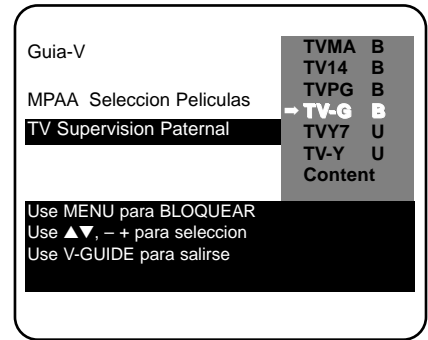 Guia-V
MPAA Seleccion Peliculas
TV Supervision Paternal
TVMA B
TV14 B
TVPG B
➡ TV-G B
TVY7 U
TV-Y U
Content
Use MENU para BLOQUEAR
Use ▲▼, – + para seleccion
Use V-GUIDE para salirse